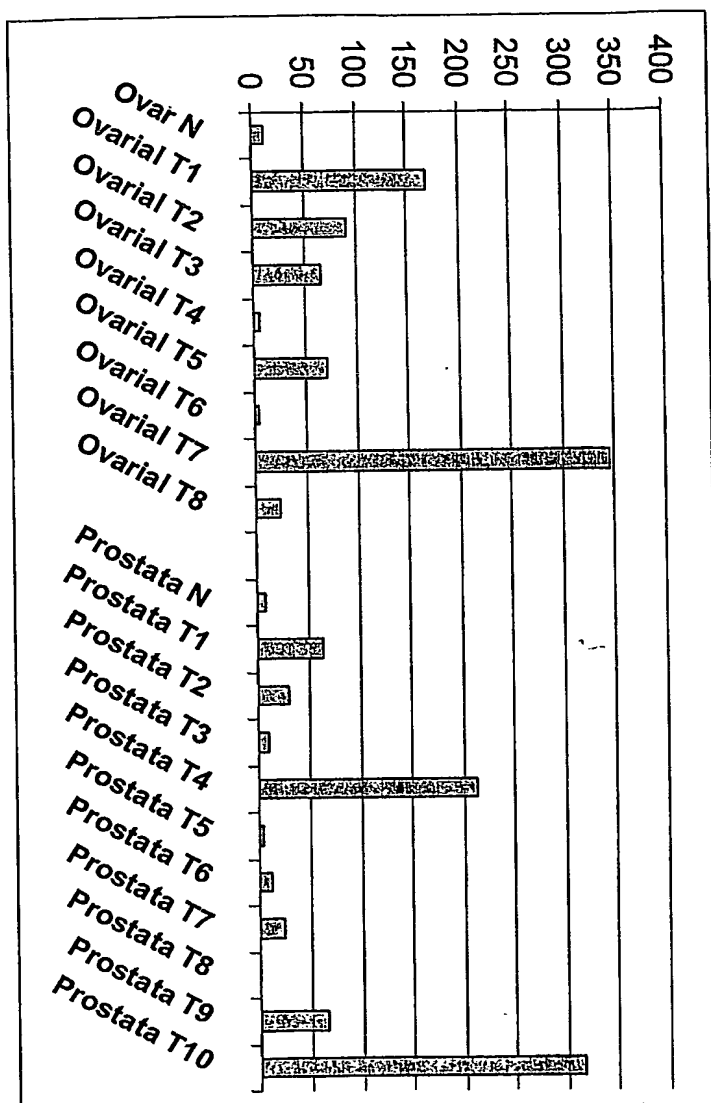 400
350
300
250
200
150
100
50
0
Ovar N
Ovarial T1
Ovarial T2
Ovarial T3
Ovarial T4
Ovarial T5
Ovarial T6
Ovarial T7
Ovarial T8
Prostata N
Prostata T1
Prostata T2
Prostata T3
Prostata T4
Prostata T5
Prostata T6
Prostata T7
Prostata T8
Prostata T9
Prostata T10